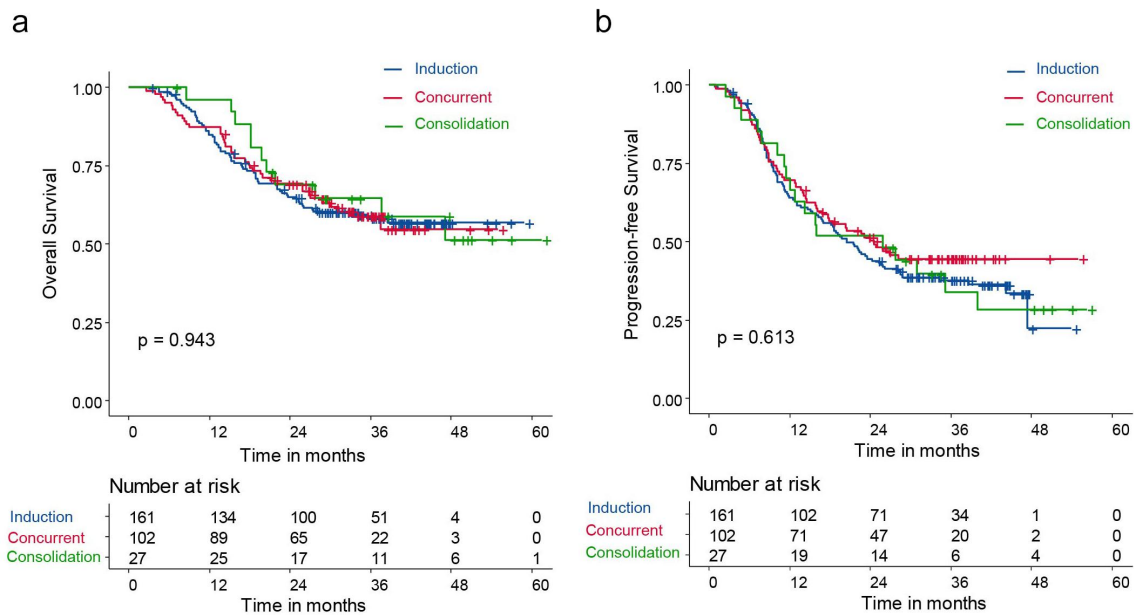 a
Induction
Concurrent
Consolidation
1.00
0.75
0.50
0.25
0.00
Overall Survival
p = 0.943
0 12 24 36 48 60
Time in months
Number at risk
Induction 161 134 100 51 4 0
Concurrent 102 89 65 22 3 0
Consolidation 27 25 17 11 6 1
0 12 24 36 48 60
Time in months
b
Induction
Concurrent
Consolidation
1.00
0.75
0.50
0.25
0.00
Progression-free Survival
p = 0.613
0 12 24 36 48 60
Time in months
Number at risk
Induction 161 102 71 34 1 0
Concurrent 102 71 47 20 2 0
Consolidation 27 19 14 6 4 0
0 12 24 36 48 60
Time in months